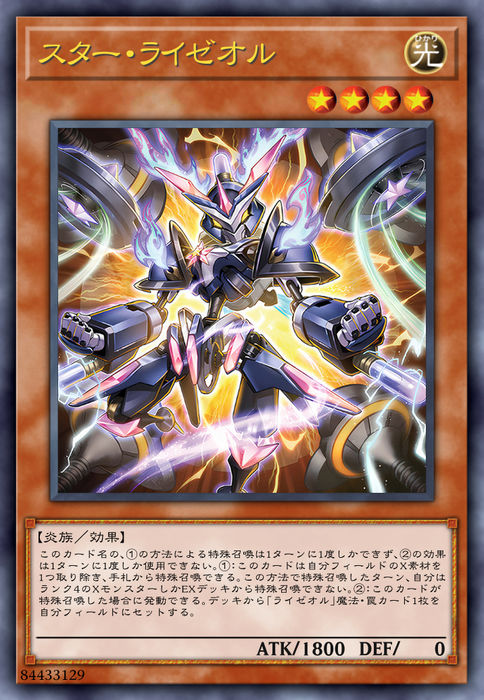 スター・ライゼオル
ひかり
光
【炎族／効果】
このカード名の、①の方法による特殊召喚は1ターンに1度しかできず、②の効果
は1ターンに1度しか使用できない。①：このカードは自分フィールドのX素材を
1つ取り除き、手札から特殊召喚できる。この方法で特殊召喚したターン、自分は
ランク4のXモンスターしかEXデッキから特殊召喚できない。②：このカードが
特殊召喚した場合に発動できる。デッキから「ライゼオル」魔法・罠カード1枚を
自分フィールドにセットする。
ATK/1800 DEF/ 0
84433129